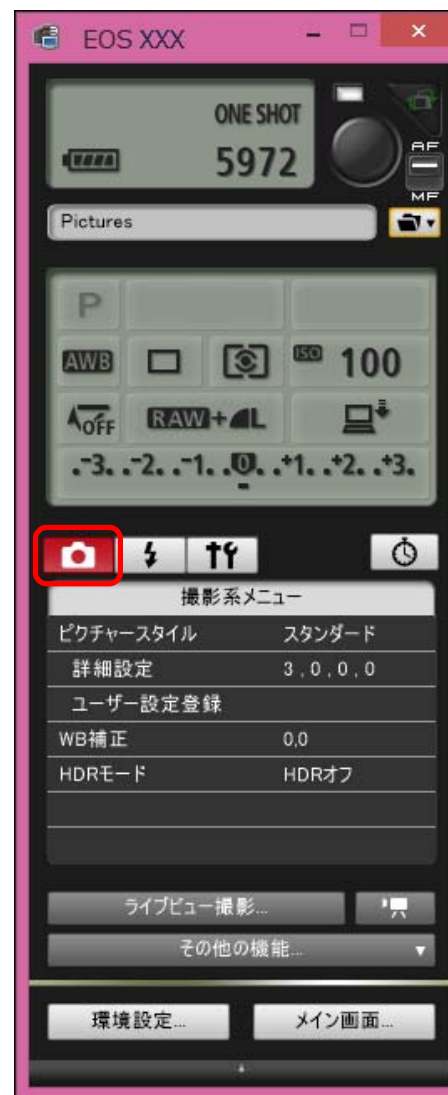 EOS XXX
ONE SHOT
AF
5972
MF
Pictures
P
AWB ISO 100
OFF RAW+L
.-3. .-2. .-1. .0. .+1. .+2. .+3.
撮影系メニュー
ピクチャースタイル スタンダード
詳細設定 3,0,0,0
ユーザー設定登録
WB補正 0,0
HDRモード HDRオフ
ライブビュー撮影...
その他の機能...
環境設定... メイン画面...